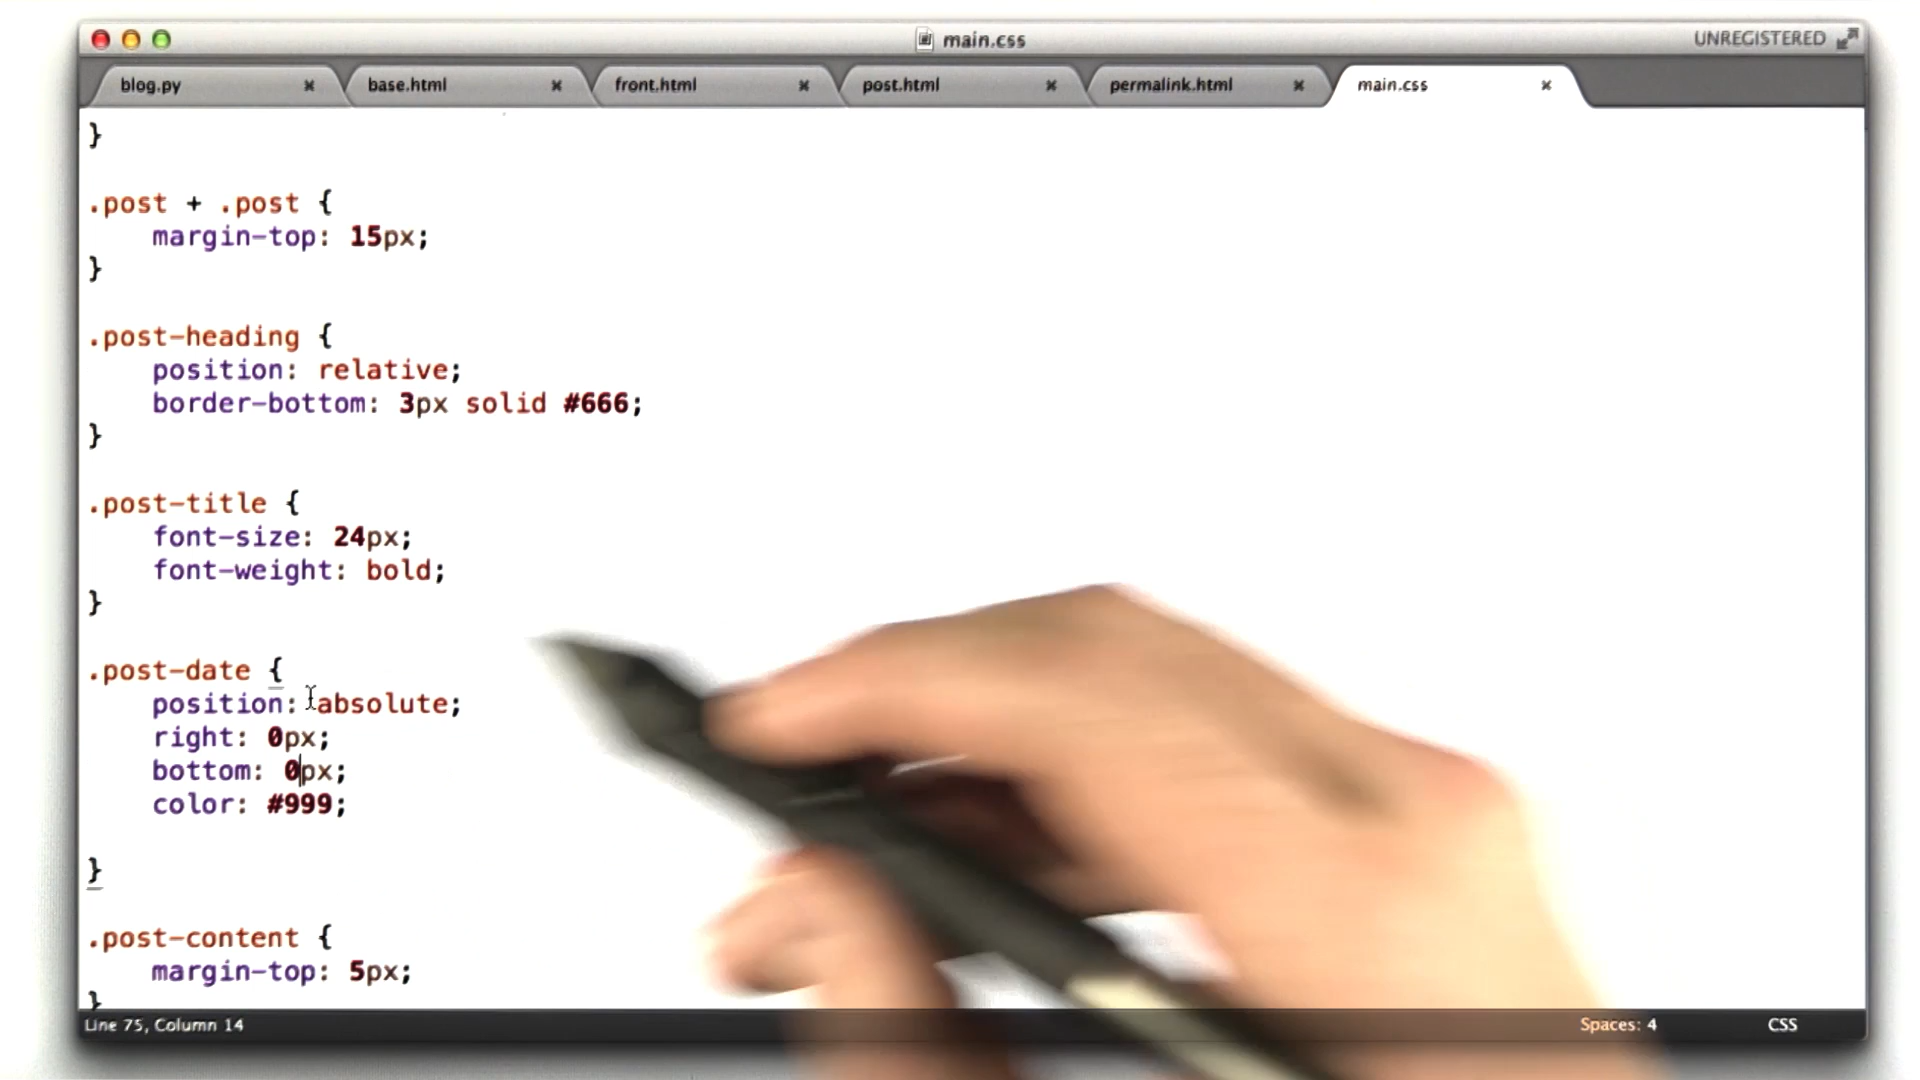 main.css
UNREGISTERED
blog.py
base.html
front.html
post.html
permalink.html
main.css
}
.post + .post {
    margin-top: 15px;
}
.post-heading {
    position: relative;
    border-bottom: 3px solid #666;
}
.post-title {
    font-size: 24px;
    font-weight: bold;
}
.post-date {
    position: absolute;
    right: 0px;
    bottom: 0px;
    color: #999;
}
.post-content {
    margin-top: 5px;
}
Line 75, Column 14
Spaces: 4
CSS